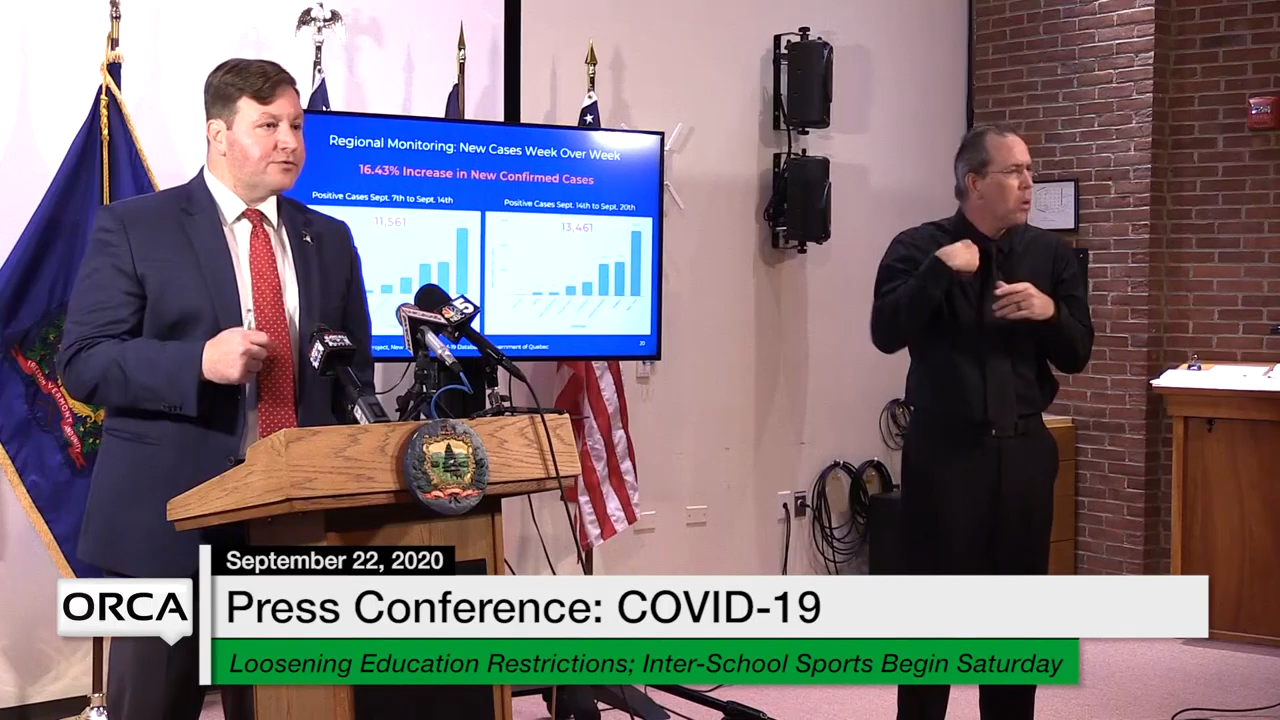 Regional Monitoring: New Cases Week Over Week
16.43% Increase in New Confirmed Cases
Positive Cases Sept. 7th to Sept. 14th
Positive Cases Sept. 14th to Sept. 20th
11,561
13,461
5
VERMONT
September 22, 2020
ORCA
Press Conference: COVID-19
Loosening Education Restrictions; Inter-School Sports Begin Saturday